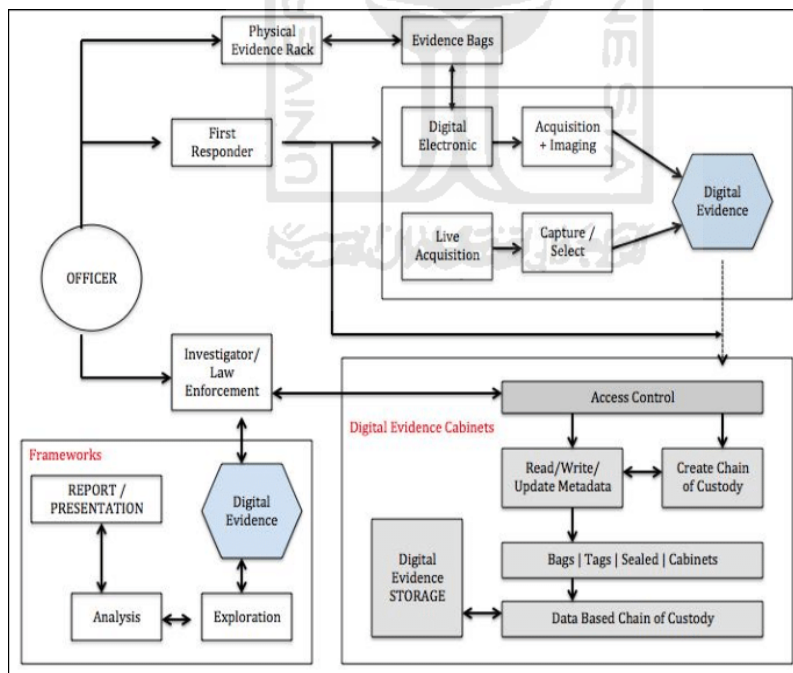 Physical
Evidence Rack
Evidence Bags
First
Responder
Digital
Electronic
Acquisition
+ Imaging
Digital
Evidence
Live
Acquisition
Capture /
Select
OFFICER
Investigator/
Law
Enforcement
Access Control
Digital Evidence Cabinets
Frameworks
Read/Write/
Update Metadata
Create Chain
of Custody
REPORT /
PRESENTATION
Digital
Evidence
Digital
Evidence
STORAGE
Bags | Tags | Sealed | Cabinets
Analysis
Exploration
Data Based Chain of Custody